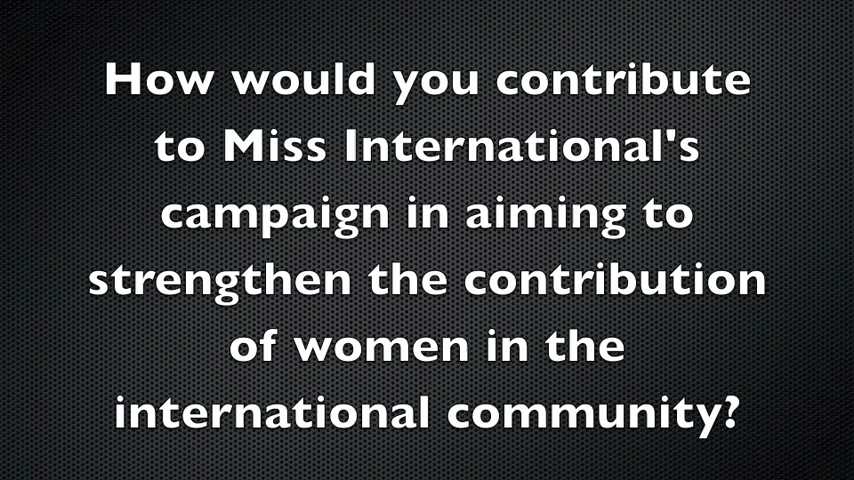 How would you contribute
to Miss International's
campaign in aiming to
strengthen the contribution
of women in the
international community?